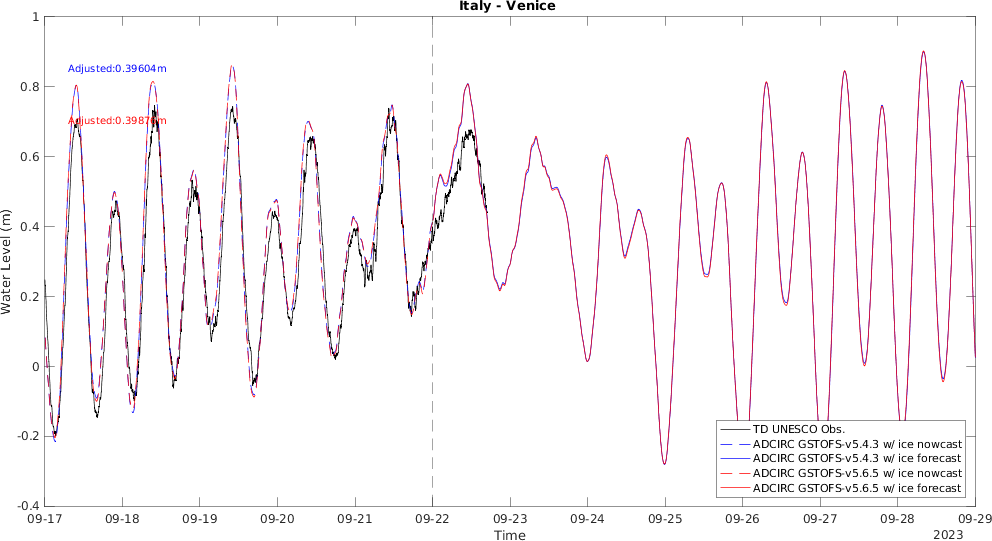 Italy - Venice
1
0.8
0.6
0.4
0.2
0
-0.2
-0.4
Water Level (m)
Adjusted:0.39604m
TD UNESCO Obs.
ADCIRC GSTOFS-v5.4.3 w/ ice nowcast
ADCIRC GSTOFS-v5.4.3 w/ ice forecast
ADCIRC GSTOFS-v5.6.5 w/ ice nowcast
ADCIRC GSTOFS-v5.6.5 w/ ice forecast
09-17 09-18 09-19 09-20 09-21 09-22 09-23 09-24 09-25 09-26 09-27 09-28 09-29
Time
2023